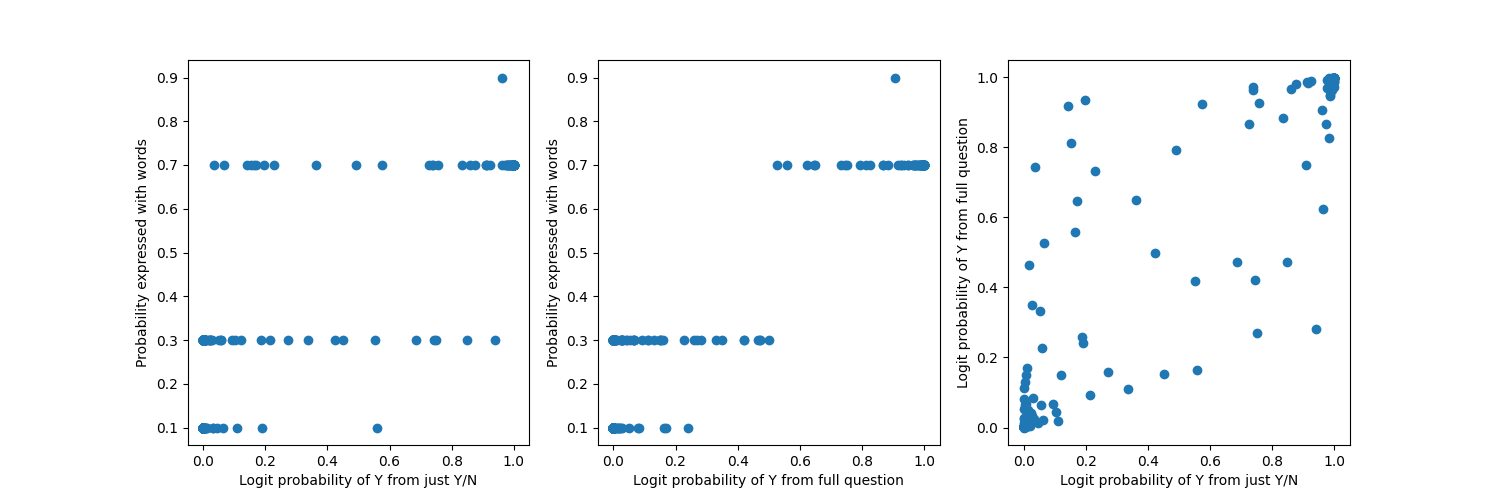 0.9
0.8
0.7
0.6
0.5
0.4
0.3
0.2
0.1
Probability expressed with words
0.0 0.2 0.4 0.6 0.8 1.0
Logit probability of Y from just Y/N
0.9
0.8
0.7
0.6
0.5
0.4
0.3
0.2
0.1
Probability expressed with words
0.0 0.2 0.4 0.6 0.8 1.0
Logit probability of Y from full question
1.0
0.8
0.6
0.4
0.2
0.0
Logit probability of Y from full question
0.0 0.2 0.4 0.6 0.8 1.0
Logit probability of Y from just Y/N